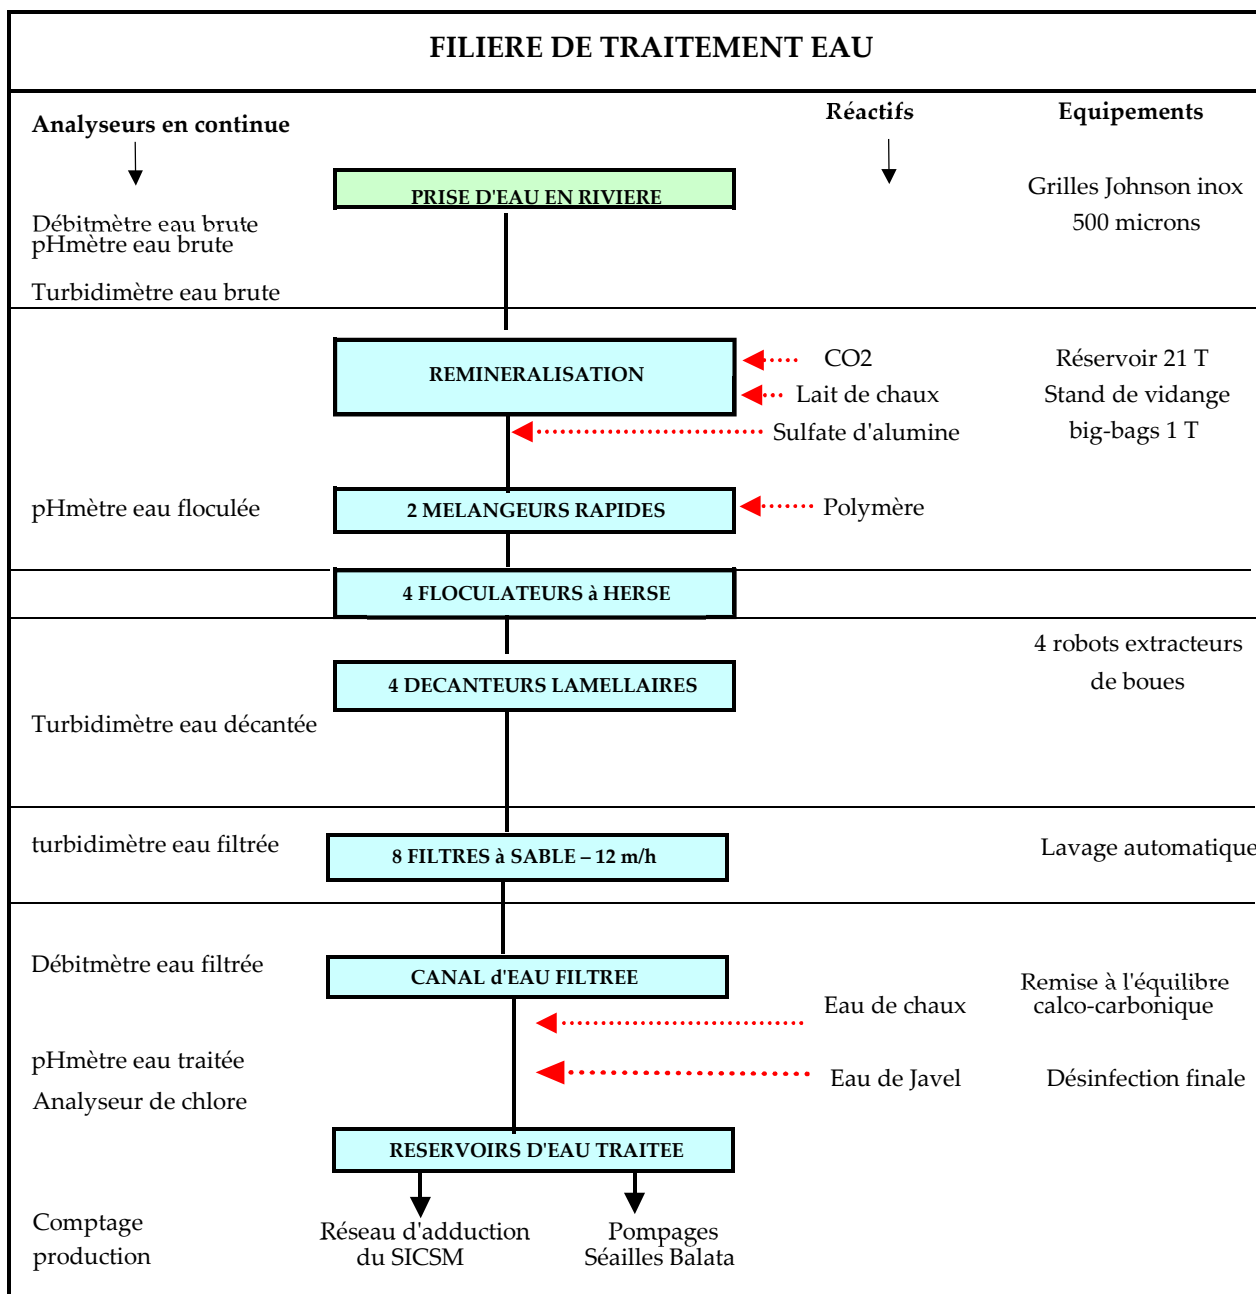 FILIERE DE TRAITEMENT EAU
Analyseurs en continue
Réactifs
Equipements
PRISE D'EAU EN RIVIERE
Grilles Johnson inox
500 microns
Débitmètre eau brute
pHmètre eau brute
Turbidimètre eau brute
REMINERALISATION
CO2
Réservoir 21 T
Lait de chaux
Stand de vidange
Sulfate d'alumine
big-bags 1 T
pHmètre eau floculée
2 MELANGEURS RAPIDES
Polymère
4 FLOCULATEURS à HERSE
4 robots extracteurs
de boues
4 DECANTEURS LAMELLAIRES
Turbidimètre eau décantée
turbidimètre eau filtrée
8 FILTRES à SABLE – 12 m/h
Lavage automatique
Débitmètre eau filtrée
CANAL d'EAU FILTREE
Eau de chaux
Remise à l'équilibre
calco-carbonique
pHmètre eau traitée
Eau de Javel
Désinfection finale
Analyseur de chlore
RESERVOIRS D'EAU TRAITEE
Comptage
production
Réseau d'adduction
du SICSM
Pompages
Séailles Balata